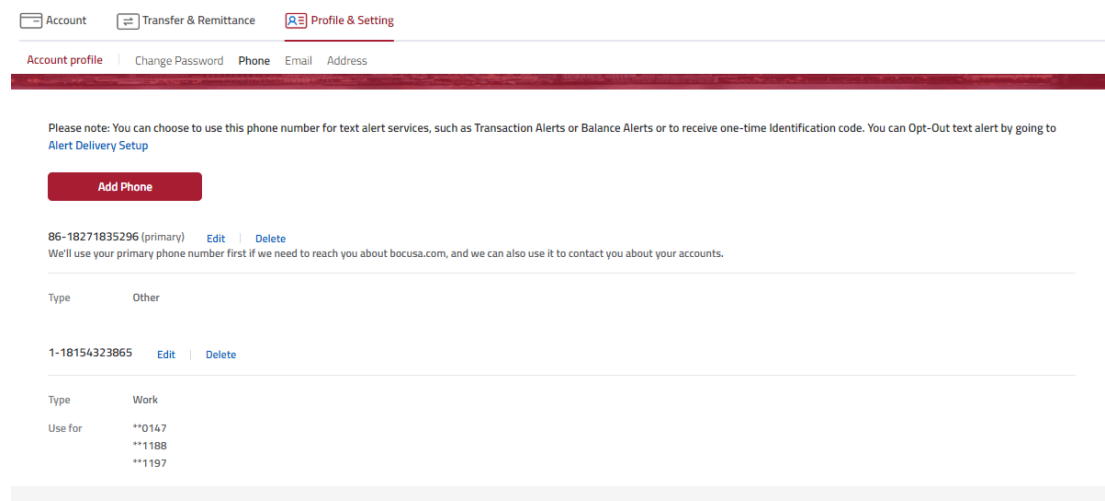 Account Transfer & Remittance Profile & Setting
Account profile Change Password Phone Email Address
Please note: You can choose to use this phone number for text alert services, such as Transaction Alerts or Balance Alerts or to receive one-time Identification code. You can Opt-Out text alert by going to
Alert Delivery Setup
Add Phone
86-18271835296 (primary) Edit Delete
We'll use your primary phone number first if we need to reach you about bocusa.com, and we can also use it to contact you about your accounts.
Type Other
1-18154323865 Edit Delete
Type Work
Use for **0147
**1188
**1197